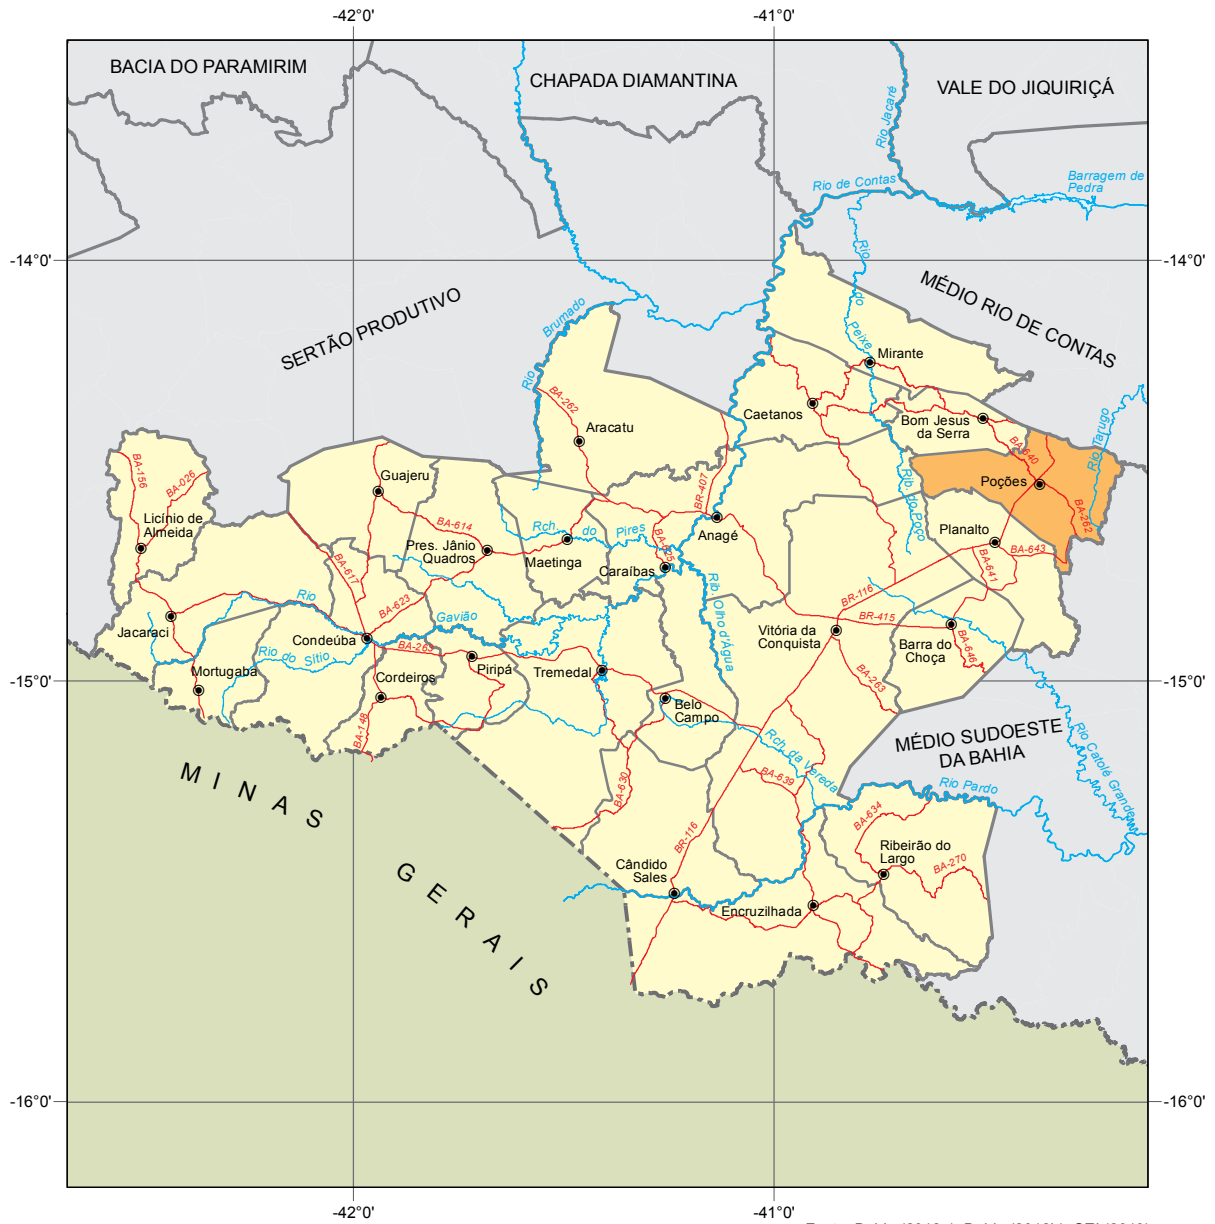 -42°0'
-41°0'
BACIA DO PARAMIRIM
CHAPADA DIAMANTINA
VALE DO JIQUIRIÇÁ
Rio Jacaré
Rio de Contas
Barragem de
Pedra
-14°0'
-14°0'
Rio
do
Peixe
MÉDIO RIO DE CONTAS
SERTÃO PRODUTIVO
Rio
Brumado
Mirante
BA-262
Caetanos
Bom Jesus
da Serra
Rio Tarugo
Aracatu
BA-640
BA-156
BA-026
Guajeru
BR-407
Poções
Rib. do Poço
BA-262
Licínio de
Almeida
BA-614
Rch.
do
Pires
Anagé
Planalto
Pres. Jânio
Quadros
Maetinga
BA-625
Caraíbas
BA-643
BA-641
BA-617
BR-116
Rib. Olho d'Água
Rio
BA-623
Gavião
BR-415
Jacaraci
Condeúba
Vitória da
Conquista
Barra do
Choça
BA-646
Rio do Sítio
BA-263
Mortugaba
Cordeiros
Piripá
Tremedal
BA-263
-15°0'
-15°0'
Belo
Campo
BA-148
Rch. da Vereda
MÉDIO SUDOESTE
DA BAHIA
Rio Catolé Grande
BA-630
BA-639
Rio Pardo
BA-634
MINAS GERAIS
BR-116
Ribeirão do
Largo
BA-270
Cândido
Sales
Encruzilhada
-16°0'
-16°0'
-42°0'
-41°0'